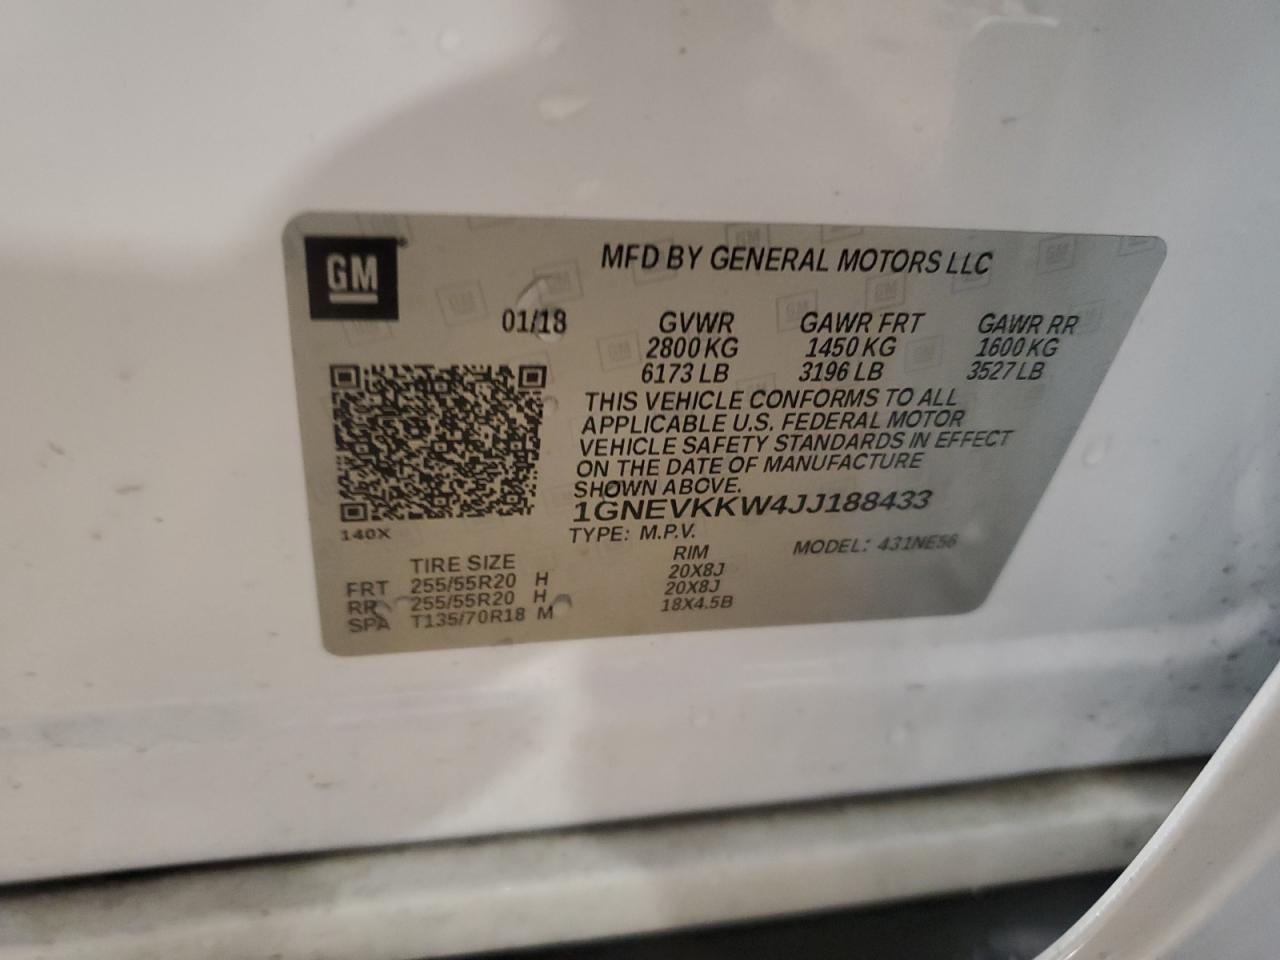 GM
MFD BY GENERAL MOTORS LLC
01/18
GVWR GAWR FRT GAWR RR
2800 KG 1450 KG 1600 KG
6173 LB 3196 LB 3527 LB
THIS VEHICLE CONFORMS TO ALL
APPLICABLE U.S. FEDERAL MOTOR
VEHICLE SAFETY STANDARDS IN EFFECT
ON THE DATE OF MANUFACTURE
SHOWN ABOVE.
1GNEVKKW4JJ188433
140X
TYPE: M.P.V. MODEL: 431NE56
TIRE SIZE RIM
FRT 255/55R20 H 20X8J
RR 255/55R20 H 20X8J
SPA T135/70R18 M 18X4.5B